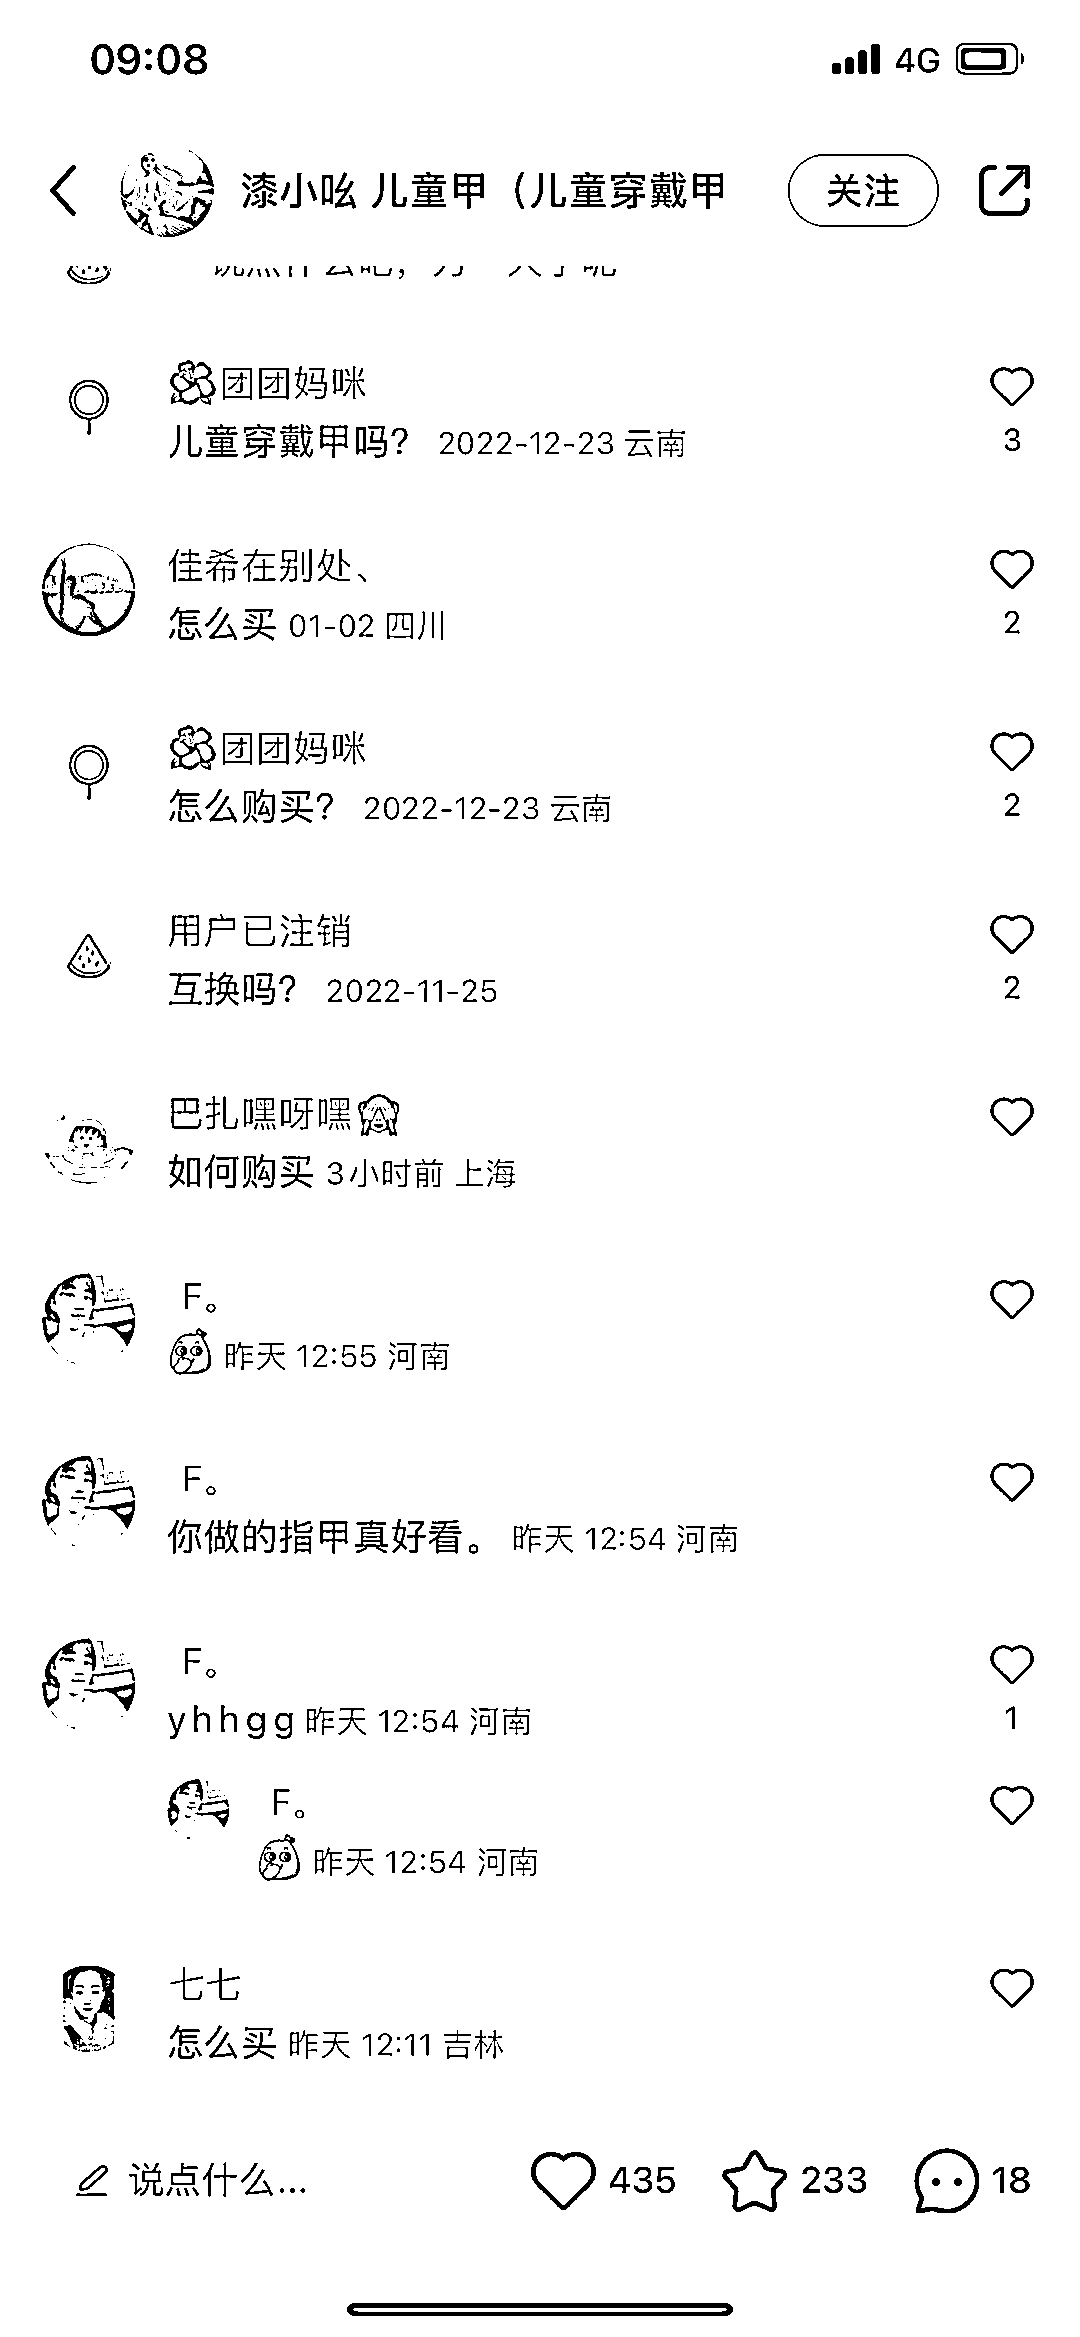 09:08
4G
漆小吆 儿童甲（儿童穿戴甲
关注
团团妈咪
儿童穿戴甲吗？ 2022-12-23 云南
3
佳希在别处、
怎么买 01-02 四川
2
团团妈咪
怎么购买？ 2022-12-23 云南
2
用户已注销
互换吗？ 2022-11-25
2
巴扎嘿呀嘿
如何购买 3小时前 上海
F。
昨天 12:55 河南
F。
你做的指甲真好看。 昨天 12:54 河南
F。
yhhgg 昨天 12:54 河南
1
F。
昨天 12:54 河南
七七
怎么买 昨天 12:11 吉林
说点什么...
435
233
18